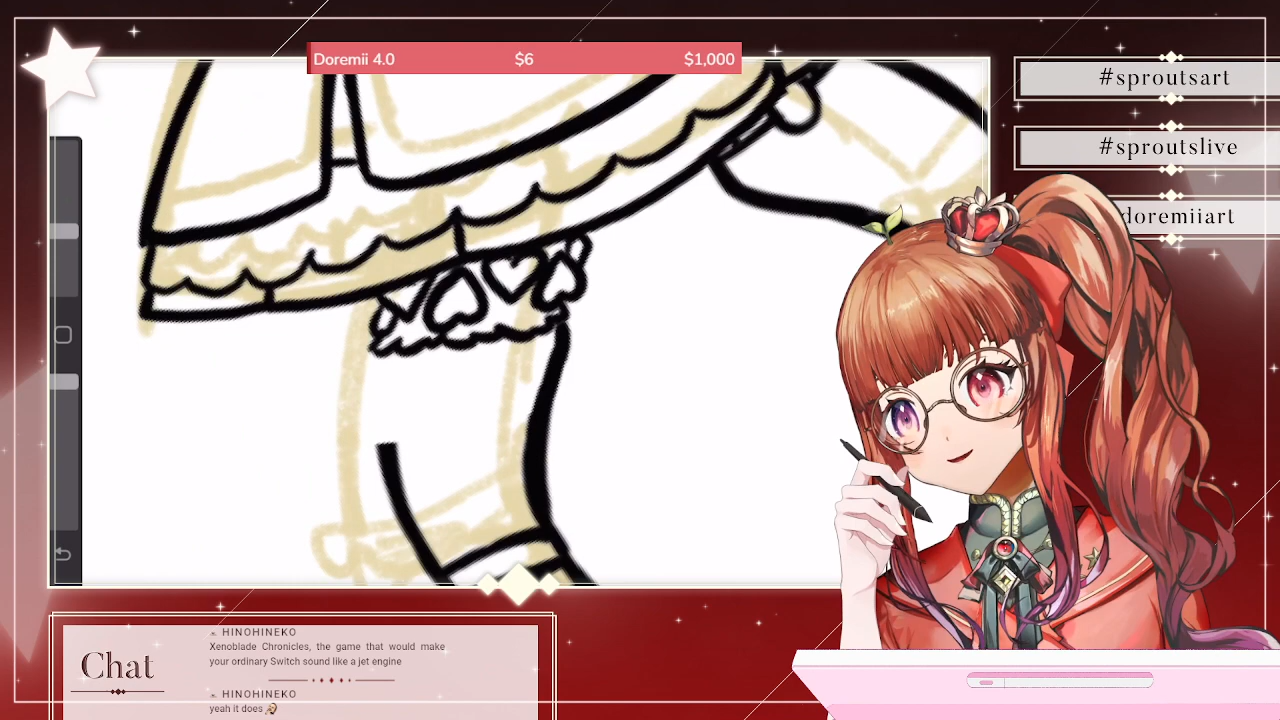 Doremii 4.0 $6 $1,000
#sproutsart
#sproutslive
doremiiart
Chat
HINOHINEKO
Xenoblade Chronicles, the game that would make
your ordinary Switch sound like a jet engine
HINOHINEKO
yeah it does